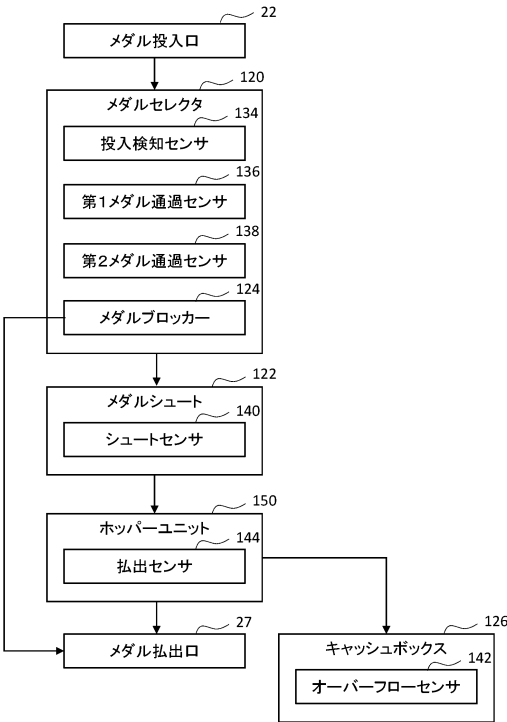 22
メダル投入口
120
メダルセレクタ
134
投入検知センサ
136
第1メダル通過センサ
138
第2メダル通過センサ
124
メダルブロッカー
122
メダルシュート
140
シュートセンサ
150
ホッパーユニット
144
払出センサ
27
メダル払出口
126
キャッシュボックス
142
オーバーフローセンサ